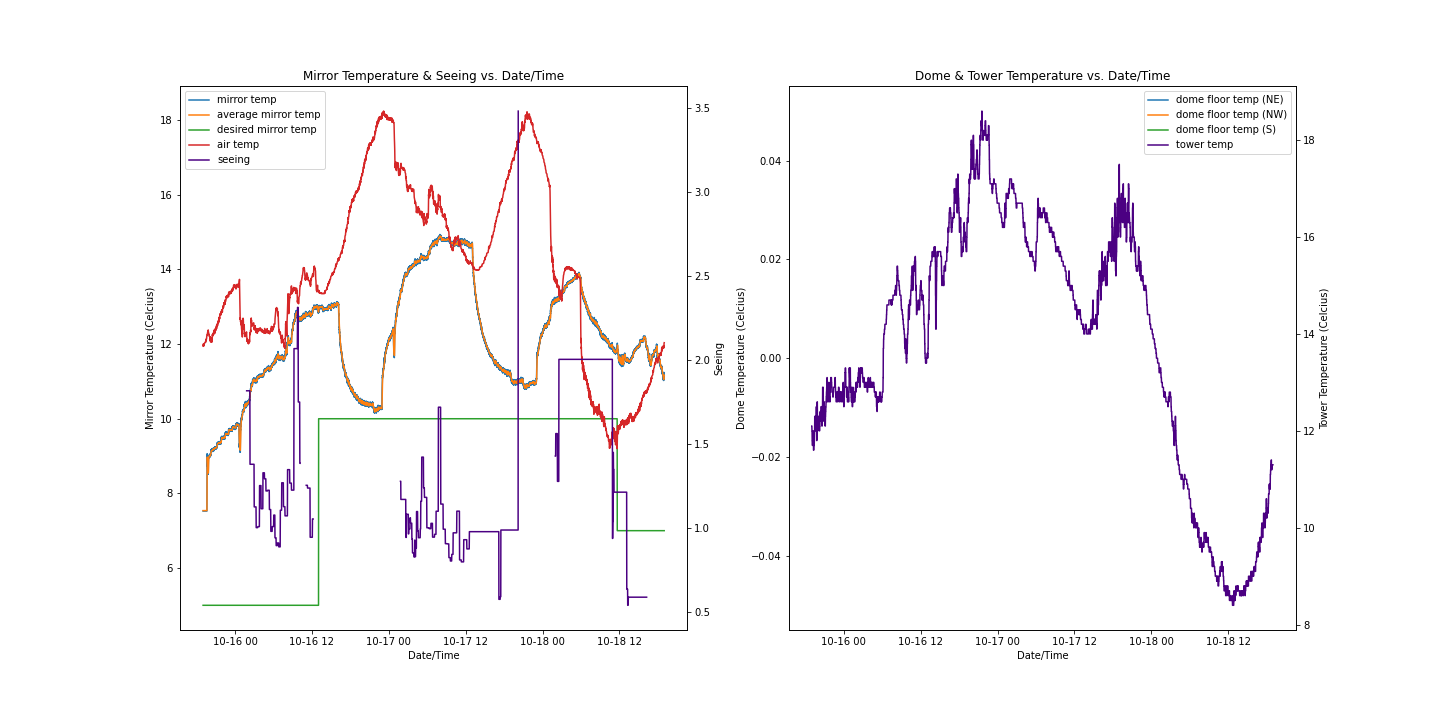 Mirror Temperature & Seeing vs. Date/Time
mirror temp
average mirror temp
desired mirror temp
air temp
seeing
18
16
14
12
10
8
6
Mirror Temperature (Celcius)
3.5
3.0
2.5
2.0
1.5
1.0
0.5
Seeing
10-16 00
10-16 12
10-17 00
10-17 12
10-18 00
10-18 12
Date/Time
Dome & Tower Temperature vs. Date/Time
dome floor temp (NE)
dome floor temp (NW)
dome floor temp (S)
tower temp
0.04
0.02
0.00
−0.02
−0.04
Dome Temperature (Celcius)
18
16
14
12
10
8
Tower Temperature (Celcius)
10-16 00
10-16 12
10-17 00
10-17 12
10-18 00
10-18 12
Date/Time